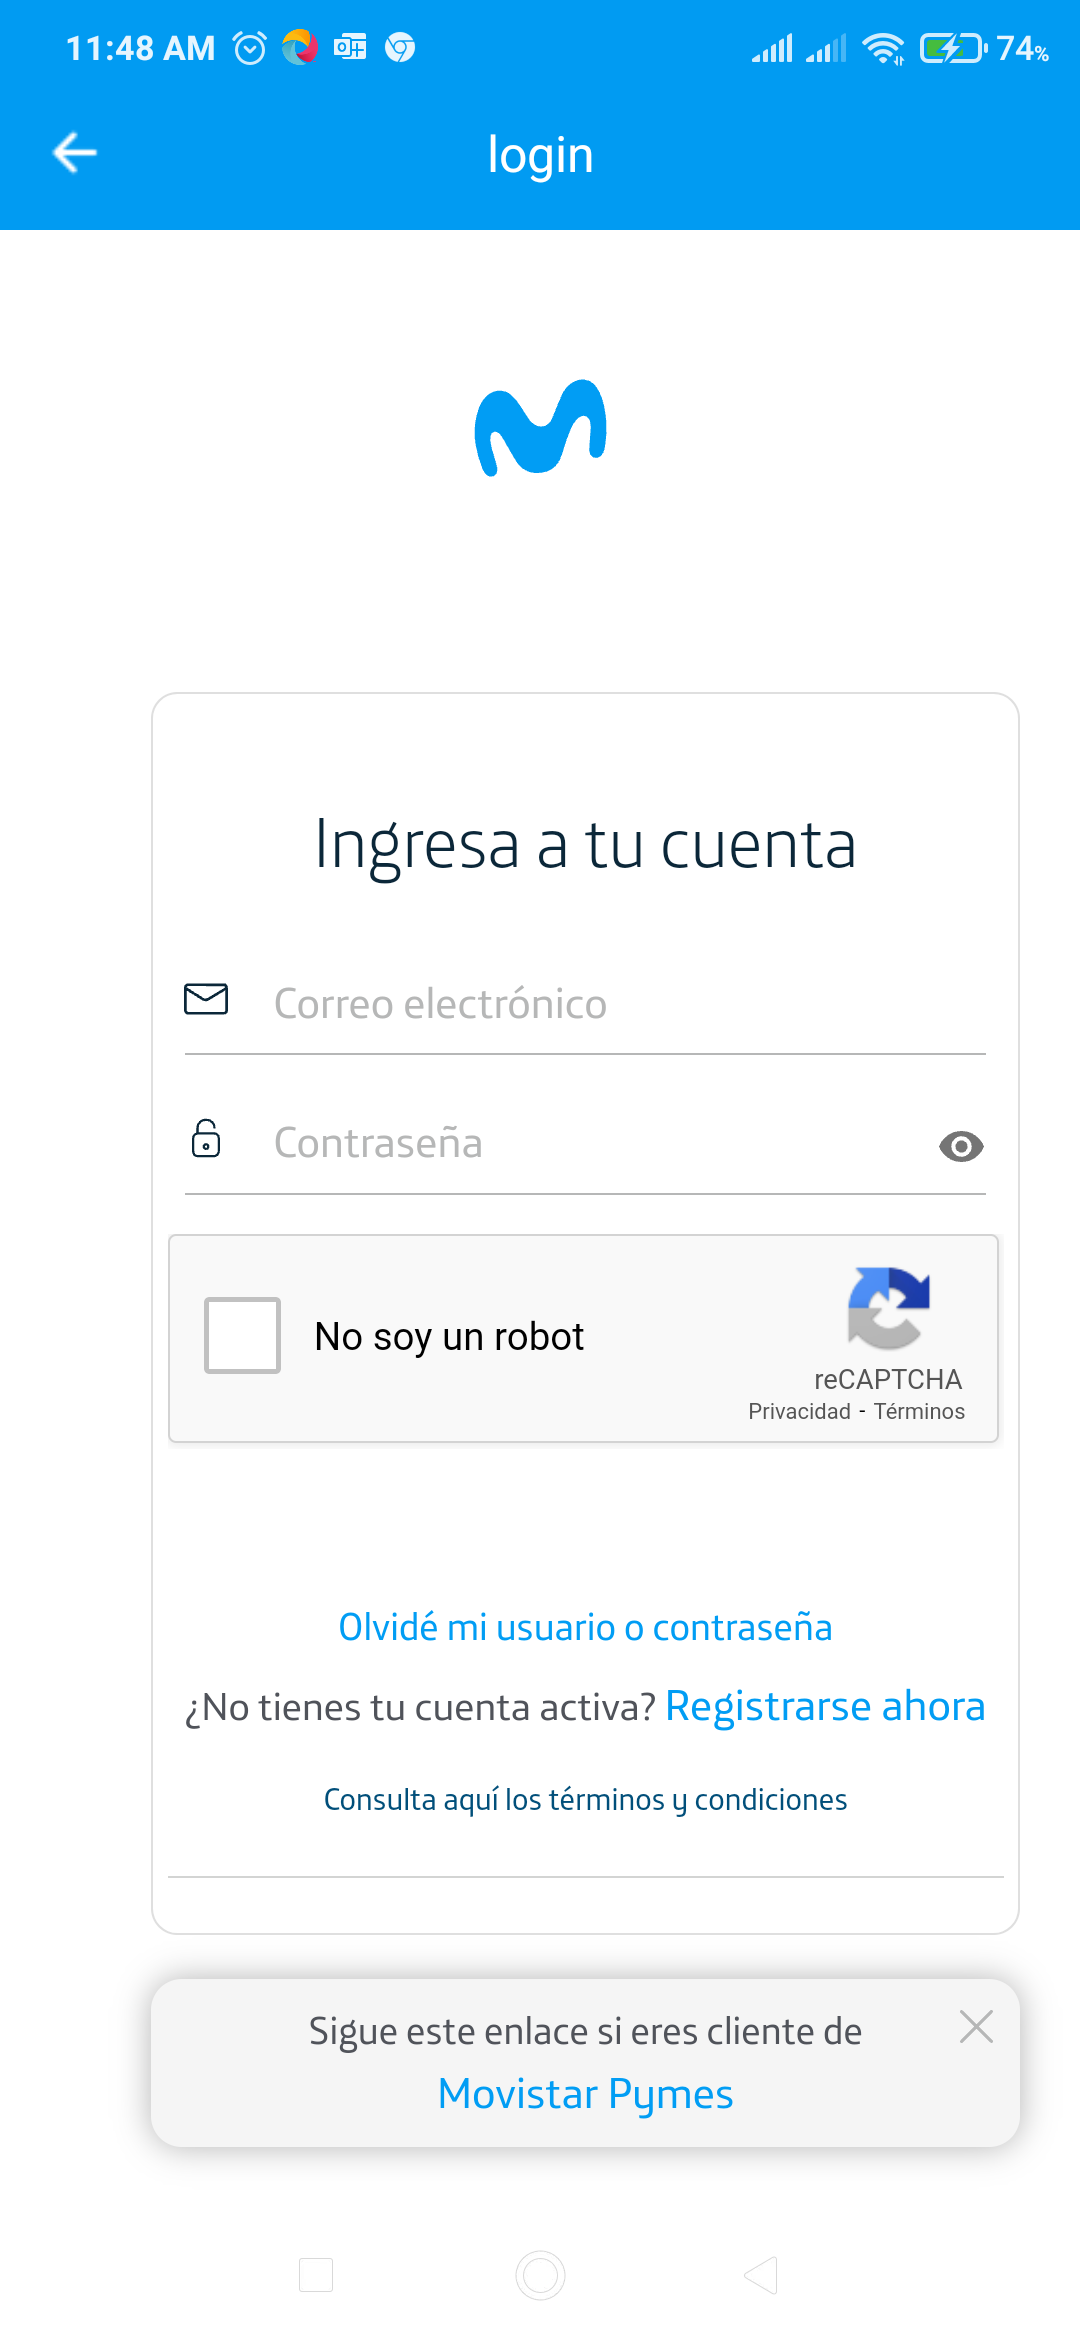 11:48 AM
74%
login
Ingresa a tu cuenta
Correo electrónico
Contraseña
No soy un robot
reCAPTCHA
Privacidad - Términos
Olvidé mi usuario o contraseña
¿No tienes tu cuenta activa? Registrarse ahora
Consulta aquí los términos y condiciones
Sigue este enlace si eres cliente de
Movistar Pymes